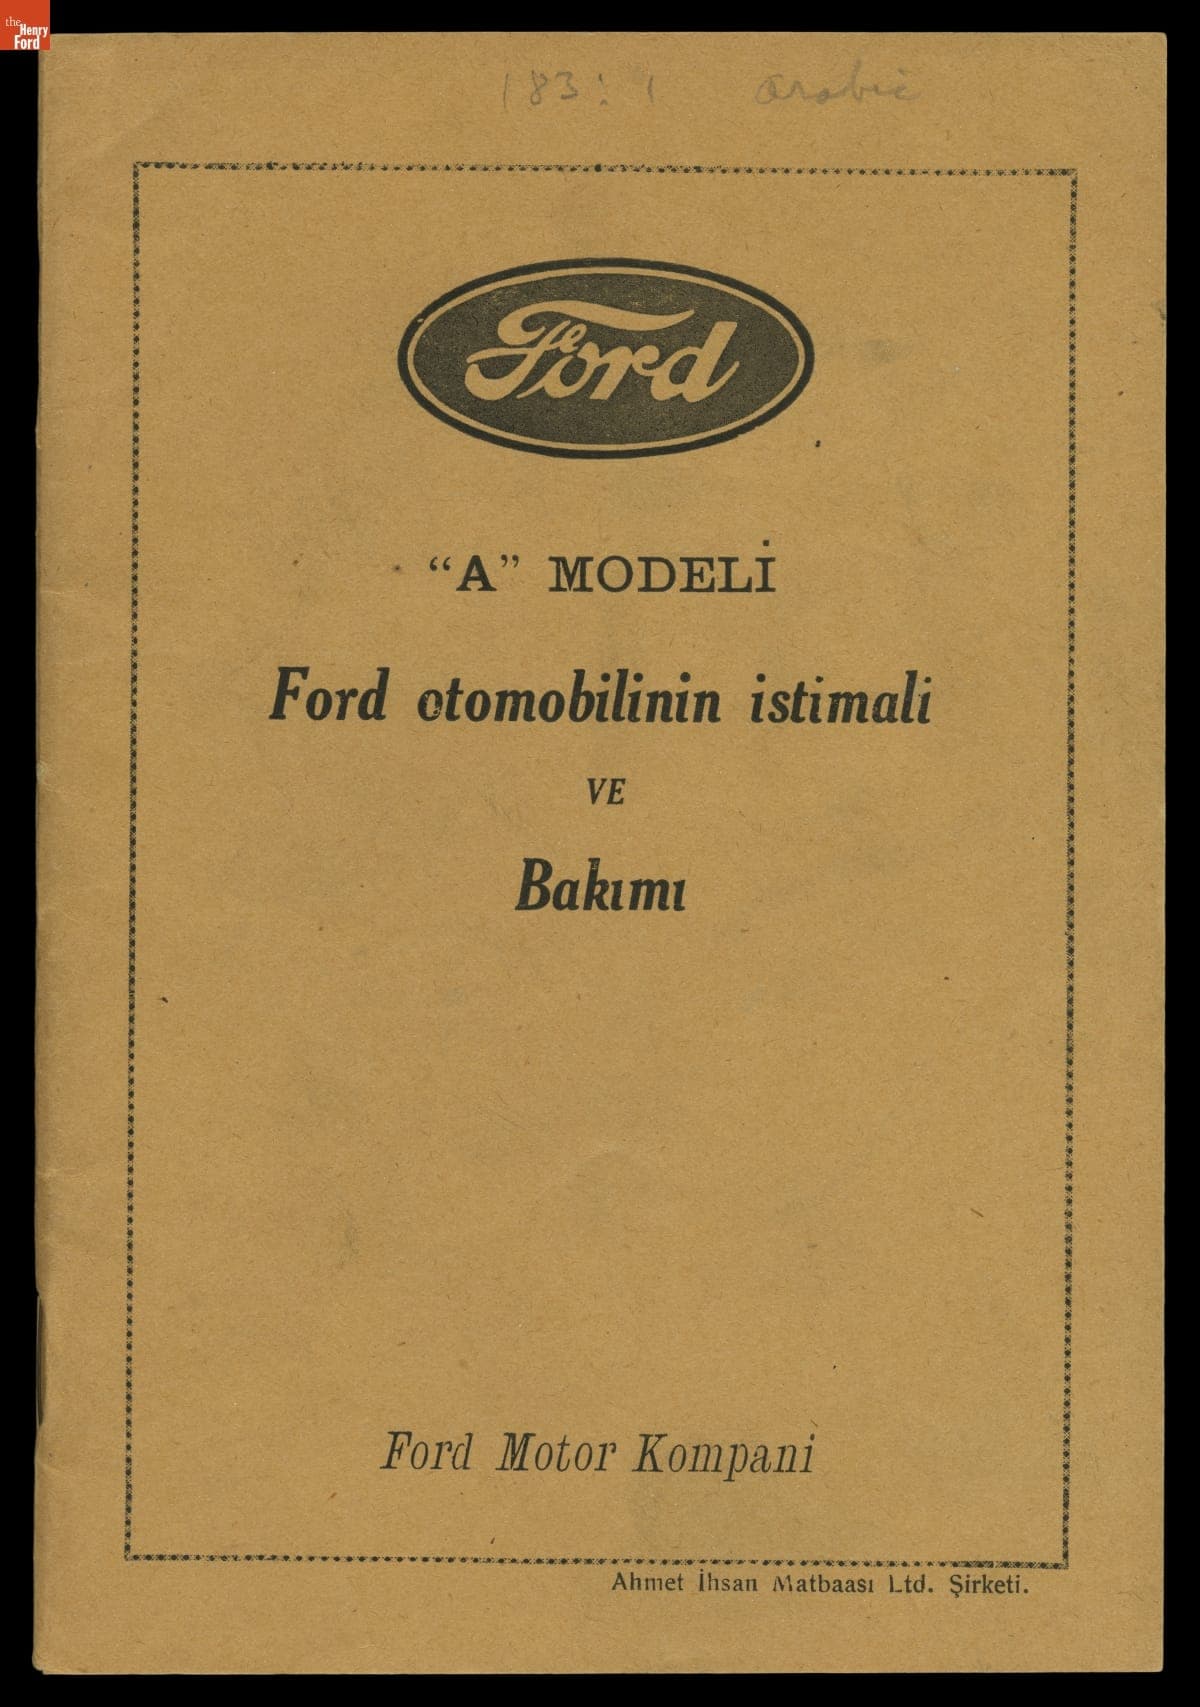 the
Henry
Ford
183:1 arabic
Ford
“A” MODELİ
Ford otomobilinin istimali
VE
Bakımı
Ford Motor Kompani
Ahmet İhsan Matbaası Ltd. Şirketi.